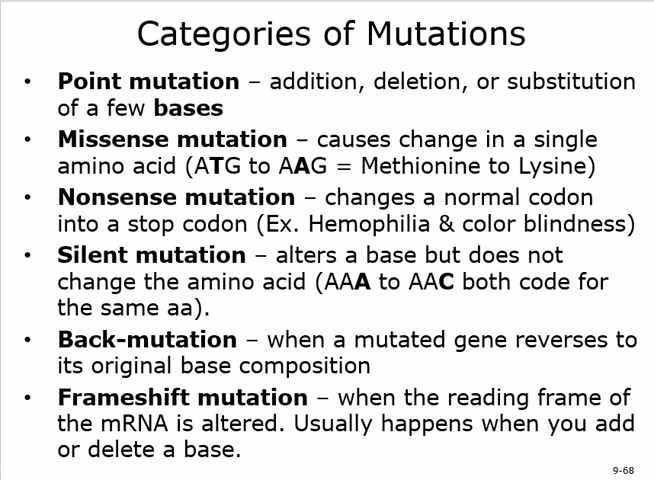 Categories of Mutations
• Point mutation – addition, deletion, or substitution
of a few bases
• Missense mutation – causes change in a single
amino acid (ATG to AAG = Methionine to Lysine)
• Nonsense mutation – changes a normal codon
into a stop codon (Ex. Hemophilia & color blindness)
• Silent mutation – alters a base but does not
change the amino acid (AAA to AAC both code for
the same aa).
• Back-mutation – when a mutated gene reverses to
its original base composition
• Frameshift mutation – when the reading frame of
the mRNA is altered. Usually happens when you add
or delete a base.
9-68